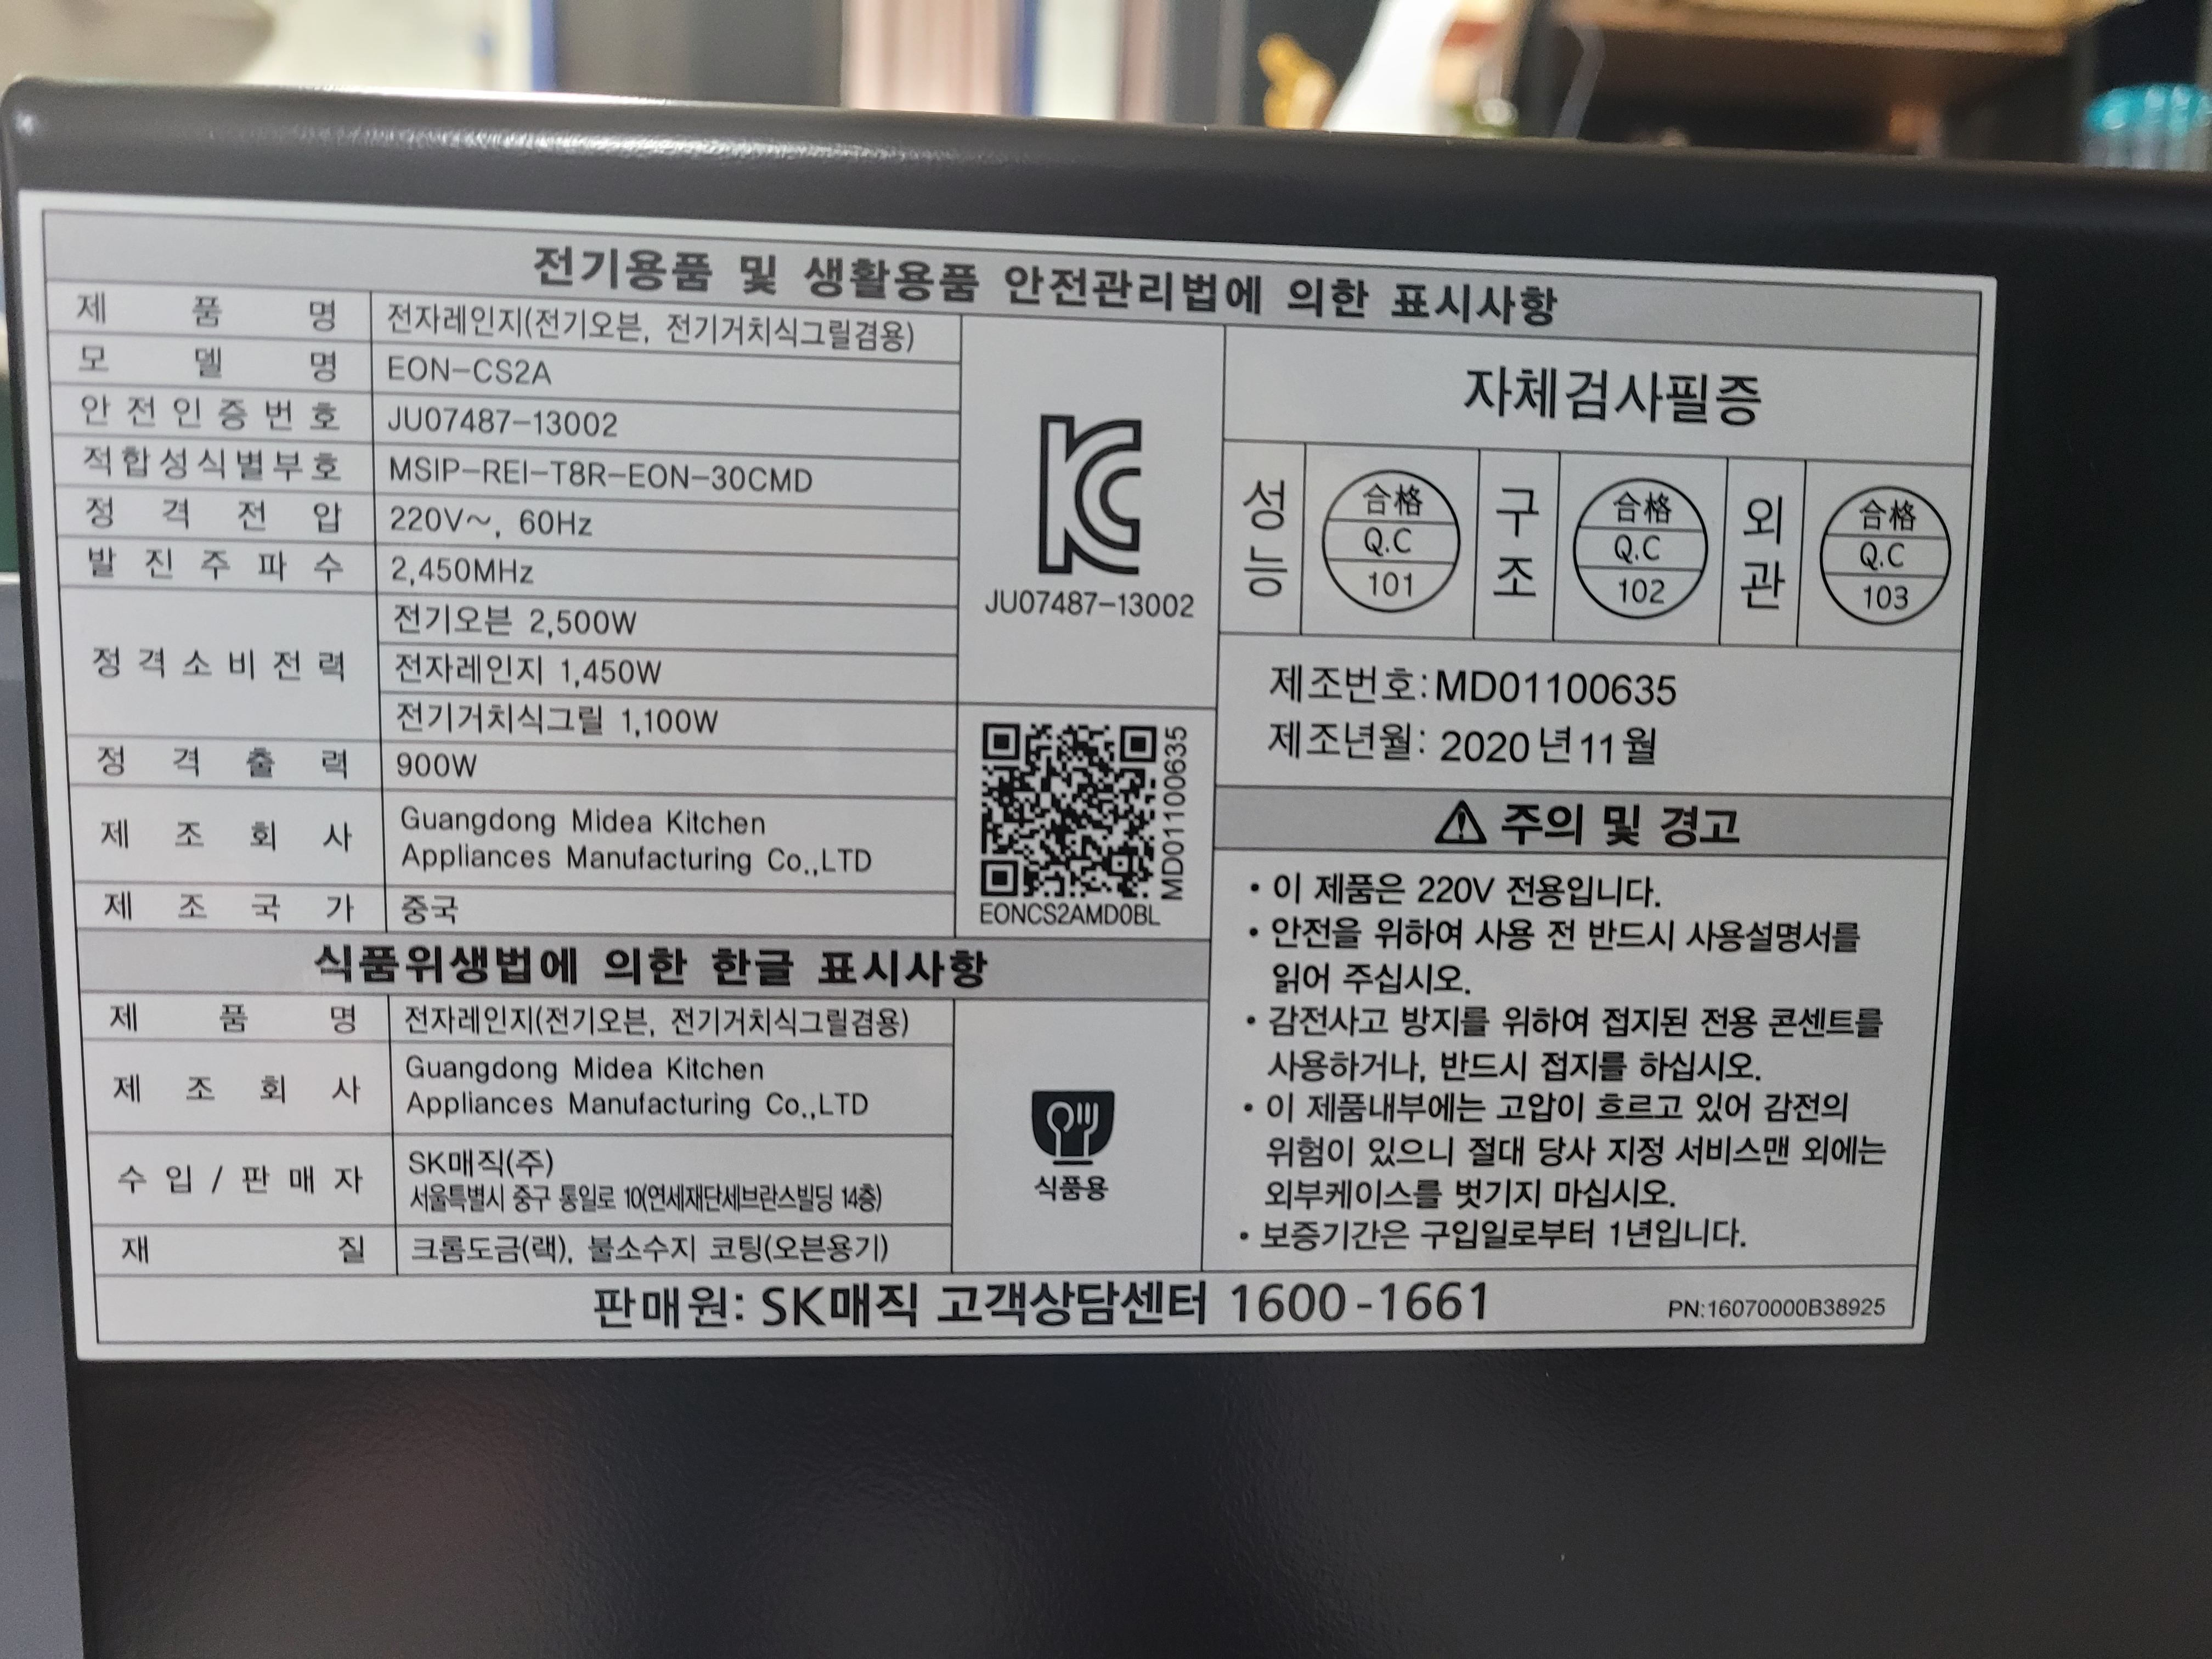 전기용품 및 생활용품 안전관리법에 의한 표시사항
제품명 전자레인지(전기오븐, 전기거치식그릴겸용)
모델명 EON-CS2A
안전인증번호 JU07487-13002
적합성식별부호 MSIP-REI-T8R-EON-30CMD
정격전압 220V~, 60Hz
발진주파수 2,450MHz
정격소비전력 전기오븐 2,500W
전자레인지 1,450W
전기거치식그릴 1,100W
정격출력 900W
제조회사 Guangdong Midea Kitchen
Appliances Manufacturing Co.,LTD
제조국가 중국
JU07487-13002
MD01100635
EONCS2AMD0BL
식품위생법에 의한 한글 표시사항
제품명 전자레인지(전기오븐, 전기거치식그릴겸용)
제조회사 Guangdong Midea Kitchen
Appliances Manufacturing Co.,LTD
수입/판매자 SK매직(주)
서울특별시 중구 통일로 10(연세재단세브란스빌딩 14층)
재질 크롬도금(랙), 불소수지 코팅(오븐용기)
식품용
자체검사필증
성능 合格 Q.C 101
구조 合格 Q.C 102
외관 合格 Q.C 103
제조번호:MD01100635
제조년월: 2020년11월
⚠ 주의 및 경고
• 이 제품은 220V 전용입니다.
• 안전을 위하여 사용 전 반드시 사용설명서를
읽어 주십시오.
• 감전사고 방지를 위하여 접지된 전용 콘센트를
사용하거나, 반드시 접지를 하십시오.
• 이 제품내부에는 고압이 흐르고 있어 감전의
위험이 있으니 절대 당사 지정 서비스맨 외에는
외부케이스를 벗기지 마십시오.
• 보증기간은 구입일로부터 1년입니다.
판매원: SK매직 고객상담센터 1600-1661
PN:16070000B38925